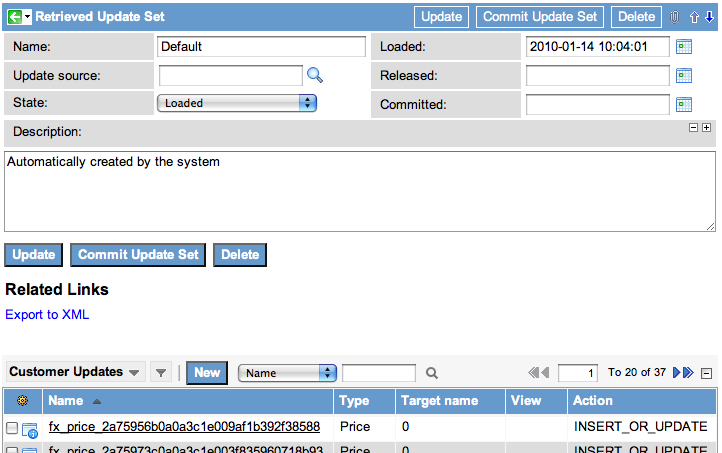 Retrieved Update Set Update Commit Update Set Delete
Name: Default Loaded: 2010-01-14 10:04:01
Update source: Released:
State: Loaded Committed:
Description:
Automatically created by the system
Update Commit Update Set Delete
Related Links
Export to XML
Customer Updates New Name 1 To 20 of 37
Name Type Target name View Action
fx_price_2a75956b0a0a3c1e009af1b392f38588 Price 0 INSERT_OR_UPDATE
fx_price_2a75973c0a0a3c1e003f835960718b93 Price 0 INSERT_OR_UPDATE